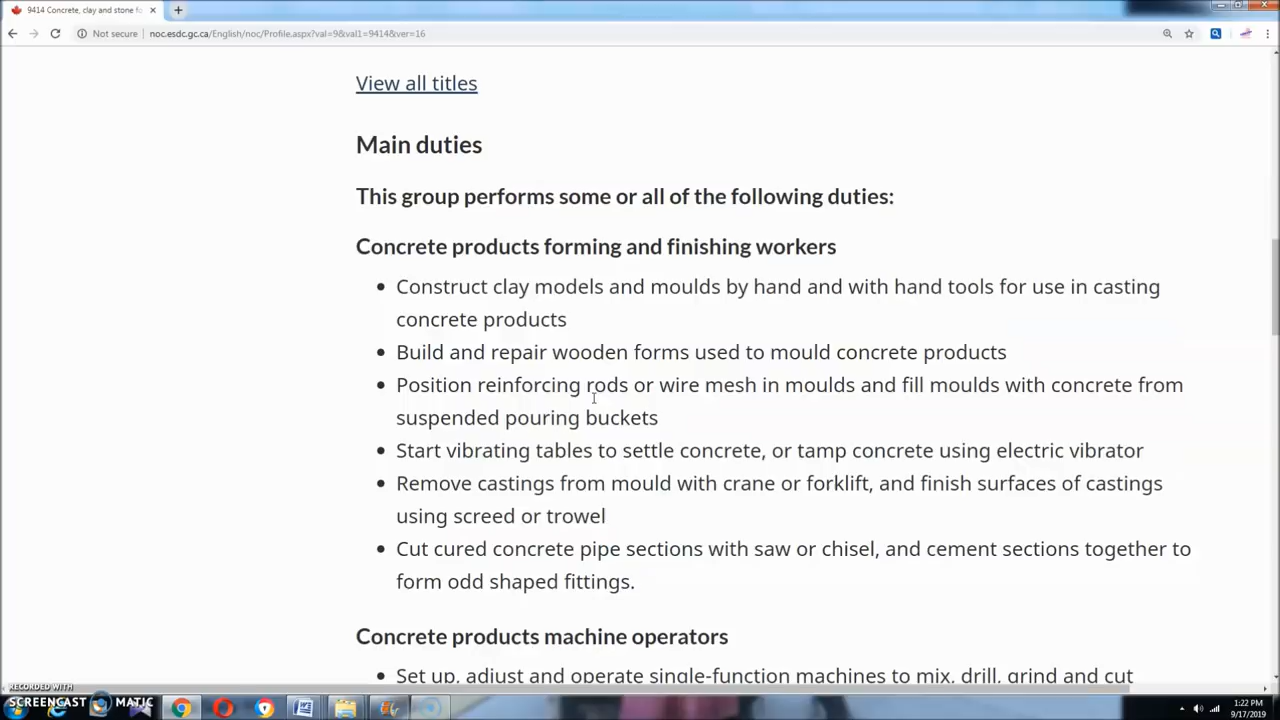 9414 Concrete, clay and stone fo
Not secure
noc.esdc.gc.ca/English/noc/Profile.aspx?val=9&val1=9414&ver=16
View all titles
Main duties
This group performs some or all of the following duties:
Concrete products forming and finishing workers
Construct clay models and moulds by hand and with hand tools for use in casting
concrete products
Build and repair wooden forms used to mould concrete products
Position reinforcing rods or wire mesh in moulds and fill moulds with concrete from
suspended pouring buckets
Start vibrating tables to settle concrete, or tamp concrete using electric vibrator
Remove castings from mould with crane or forklift, and finish surfaces of castings
using screed or trowel
Cut cured concrete pipe sections with saw or chisel, and cement sections together to
form odd shaped fittings.
Concrete products machine operators
Set up, adjust and operate single-function machines to mix, drill, grind and cut
RECORDED WITH
SCREENCAST MATIC
1:22 PM
9/17/2019